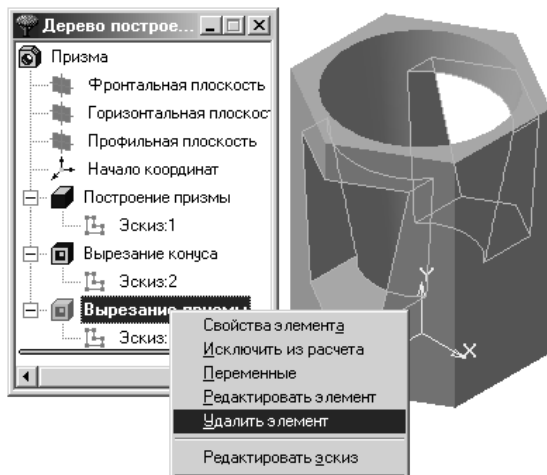 Дерево построе...
Призма
Фронтальная плоскость
Горизонтальная плоскост
Профильная плоскость
Начало координат
Построение призмы
Эскиз:1
Вырезание конуса
Эскиз:2
Вырезание призмы
Эскиз:
Свойства элемента
Исключить из расчета
Переменные
Редактировать элемент
Удалить элемент
Редактировать эскиз
Y
X